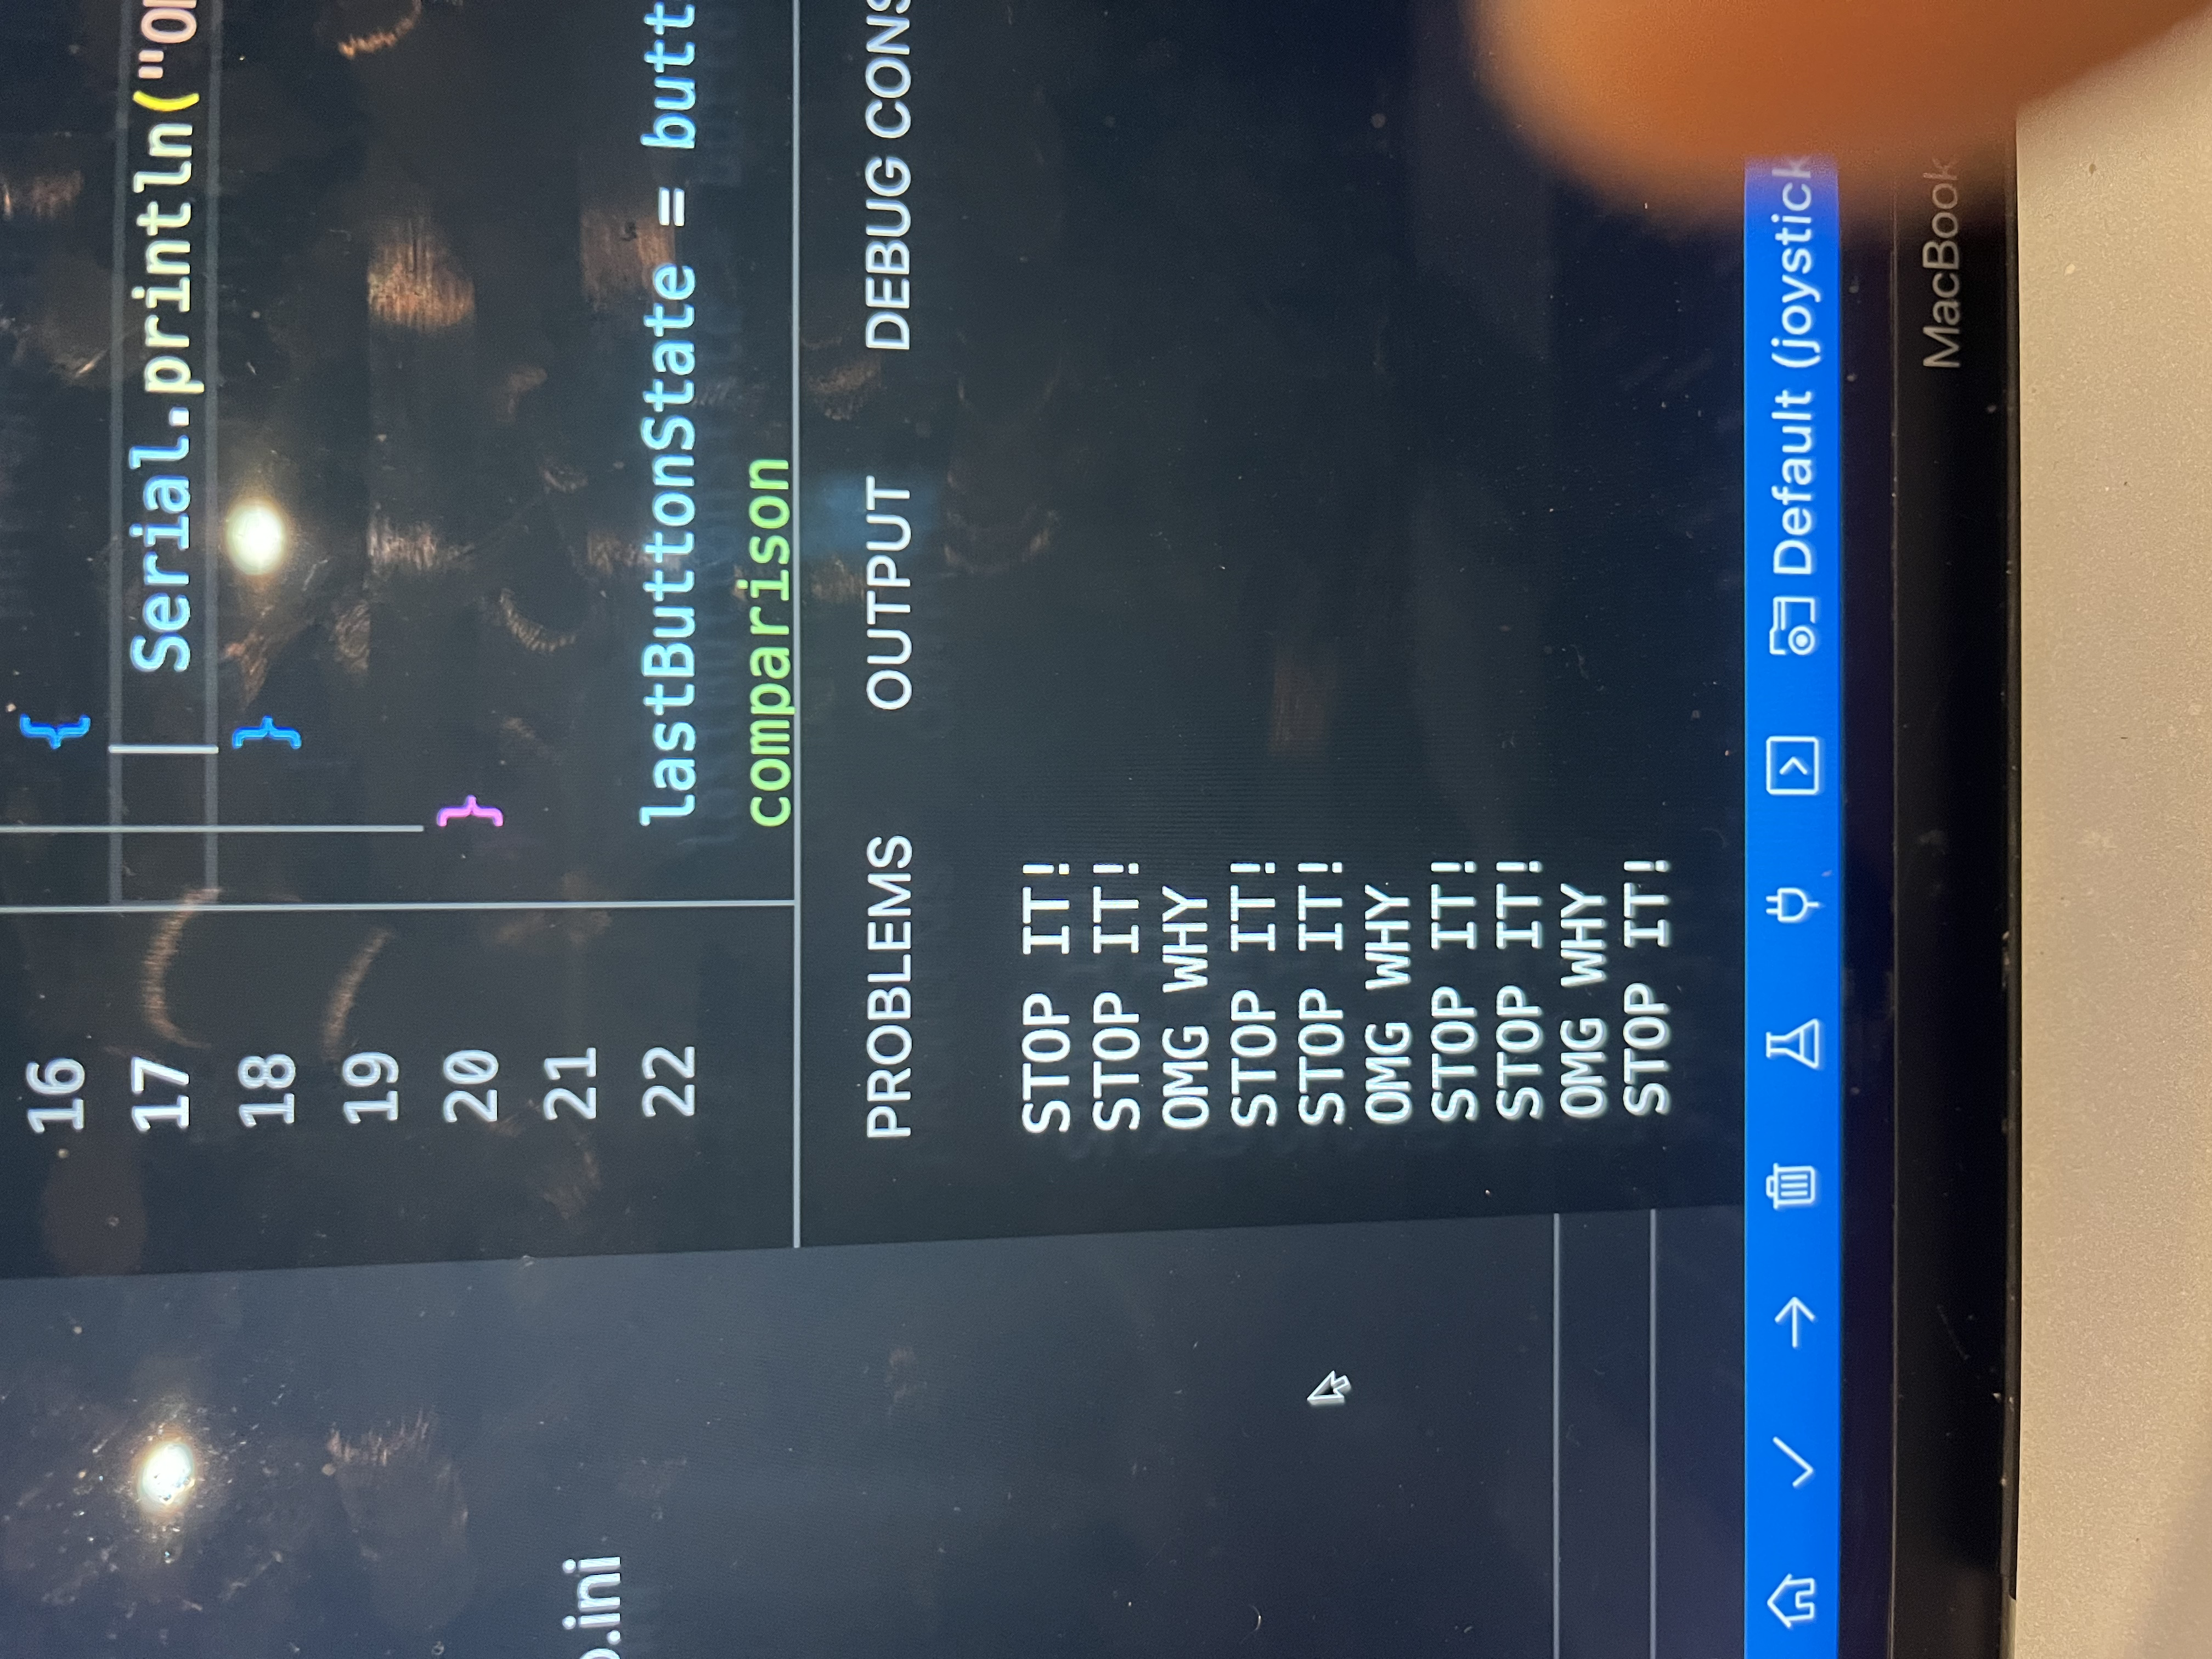 16 {
17 Serial.println("O
18 }
19
20 }
21
22 lastButtonState = butt
comparison
o.ini
PROBLEMS OUTPUT DEBUG CONS
STOP IT!
STOP IT!
OMG WHY
STOP IT!
STOP IT!
OMG WHY
STOP IT!
STOP IT!
OMG WHY
STOP IT!
Default (joystick
MacBook